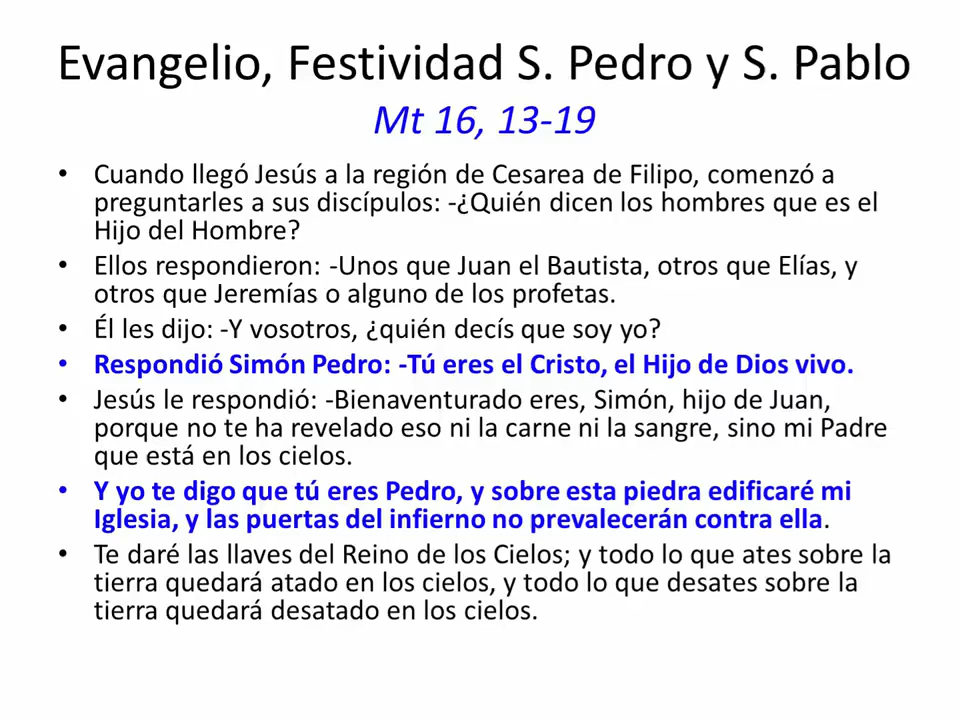 Evangelio, Festividad S. Pedro y S. Pablo
Mt 16, 13-19
• Cuando llegó Jesús a la región de Cesarea de Filipo, comenzó a
preguntarles a sus discípulos: -¿Quién dicen los hombres que es el
Hijo del Hombre?
• Ellos respondieron: -Unos que Juan el Bautista, otros que Elías, y
otros que Jeremías o alguno de los profetas.
• Él les dijo: -Y vosotros, ¿quién decís que soy yo?
• Respondió Simón Pedro: -Tú eres el Cristo, el Hijo de Dios vivo.
• Jesús le respondió: -Bienaventurado eres, Simón, hijo de Juan,
porque no te ha revelado eso ni la carne ni la sangre, sino mi Padre
que está en los cielos.
• Y yo te digo que tú eres Pedro, y sobre esta piedra edificaré mi
Iglesia, y las puertas del infierno no prevalecerán contra ella.
• Te daré las llaves del Reino de los Cielos; y todo lo que ates sobre la
tierra quedará atado en los cielos, y todo lo que desates sobre la
tierra quedará desatado en los cielos.